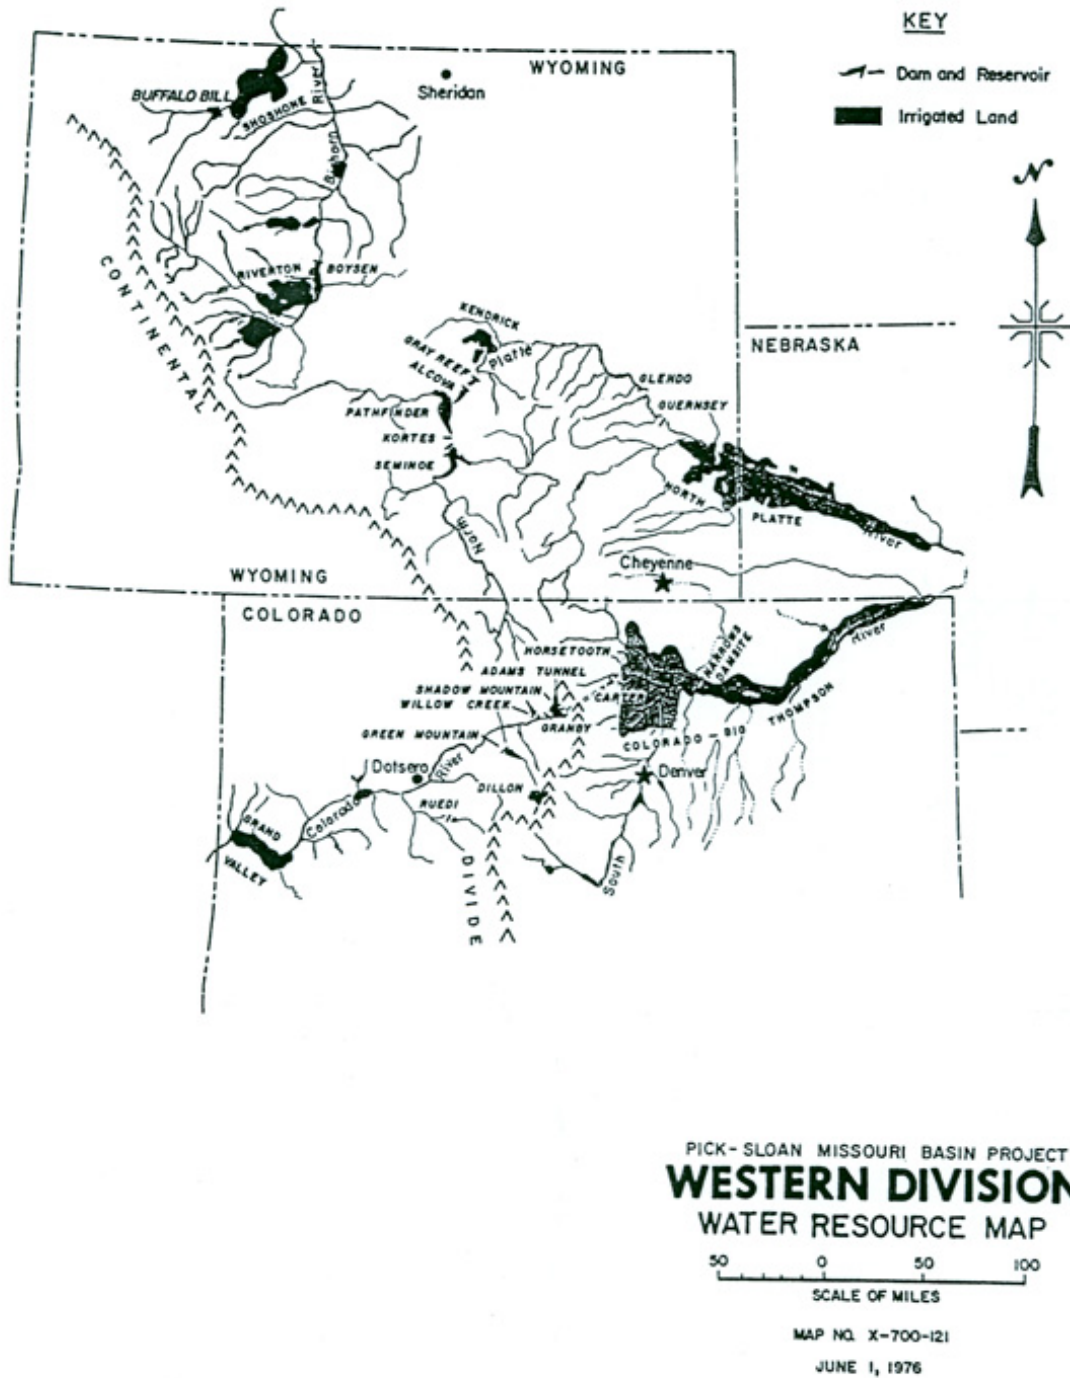 KEY
Dam and Reservoir
Irrigated Land
N
WYOMING
Sheridan
BUFFALO BILL
SHOSHONE
River
Bighorn
RIVERTON
BOYSEN
CONTINENTAL
KENDRICK
Platte
GRAY REEF
ALCOVA
PATHFINDER
KORTES
SEMINOE
GLENDO
GUERNSEY
NEBRASKA
NORTH
PLATTE
River
North
Cheyenne
WYOMING
COLORADO
HORSETOOTH
ADAMS TUNNEL
SHADOW MOUNTAIN
WILLOW CREEK
CARTER
GRANBY
NARROWS
DAMSITE
River
THOMPSON
COLORADO - BIG
GREEN MOUNTAIN
Dotsero
River
Denver
DILLON
RUEDI
Colorado
GRAND
VALLEY
South
DIVIDE
PICK-SLOAN MISSOURI BASIN PROJECT
WESTERN DIVISION
WATER RESOURCE MAP
50 0 50 100
SCALE OF MILES
MAP NO. X-700-121
JUNE 1, 1976